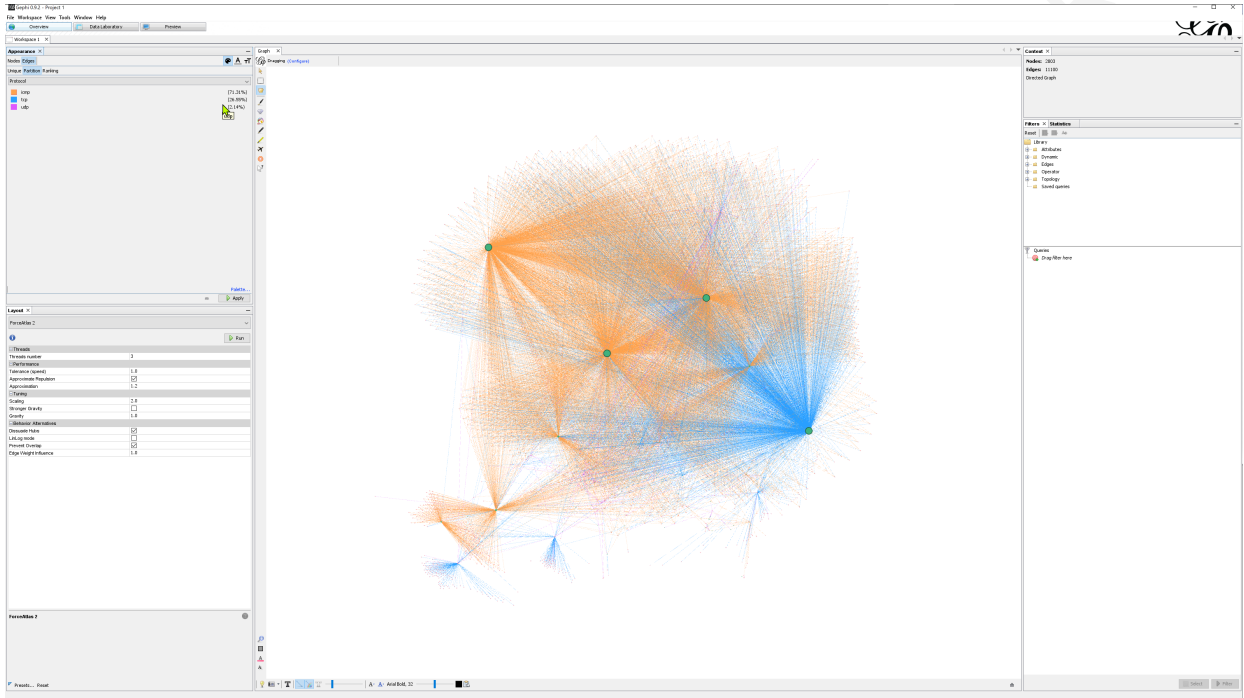 Gephi 0.9.2 - Project 1
File Workspace View Tools Window Help
Overview Data Laboratory Preview
Workspace 1 ×
Appearance ×
Nodes Edges
Unique Partition Ranking
Protocol
icmp (71.31%)
tcp (26.55%)
udp (2.14%)
Palette...
Apply
Layout ×
ForceAtlas 2
Run
Threads
Threads number 3
Performance
Tolerance (speed) 1.0
Approximate Repulsion
Approximation 1.2
Tuning
Scaling 2.0
Stronger Gravity
Gravity 1.0
Behavior Alternatives
Dissuade Hubs
LinLog mode
Prevent Overlap
Edge Weight Influence 1.0
ForceAtlas 2
Presets... Reset
Graph ×
Dragging (Configure)
Arial Bold, 32
Context ×
Nodes: 2803
Edges: 11100
Directed Graph
Filters × Statistics
Reset
Library
Attributes
Dynamic
Edges
Operator
Topology
Saved queries
Queries
Drag filter here
Select Filter